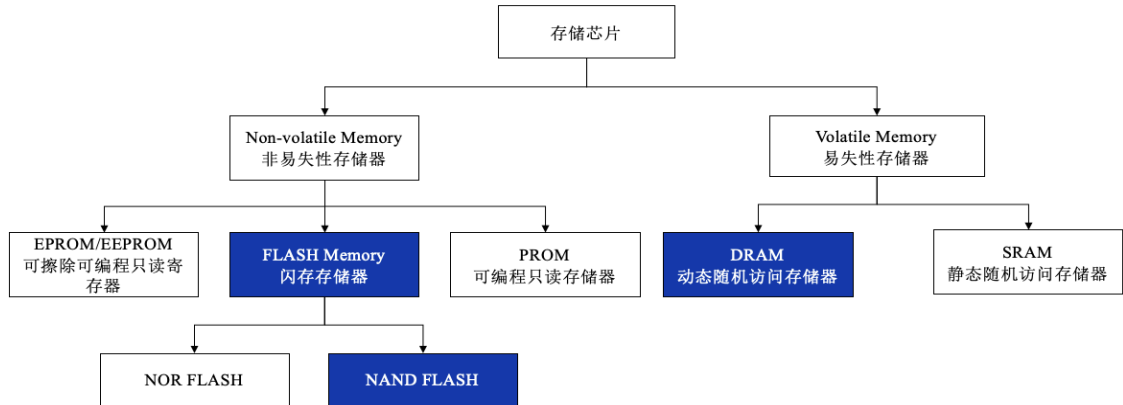 存储芯片
Non-volatile Memory
非易失性存储器
Volatile Memory
易失性存储器
EPROM/EEPROM
可擦除可编程只读寄
存器
FLASH Memory
闪存存储器
PROM
可编程只读存储器
DRAM
动态随机访问存储器
SRAM
静态随机访问存储器
NOR FLASH
NAND FLASH